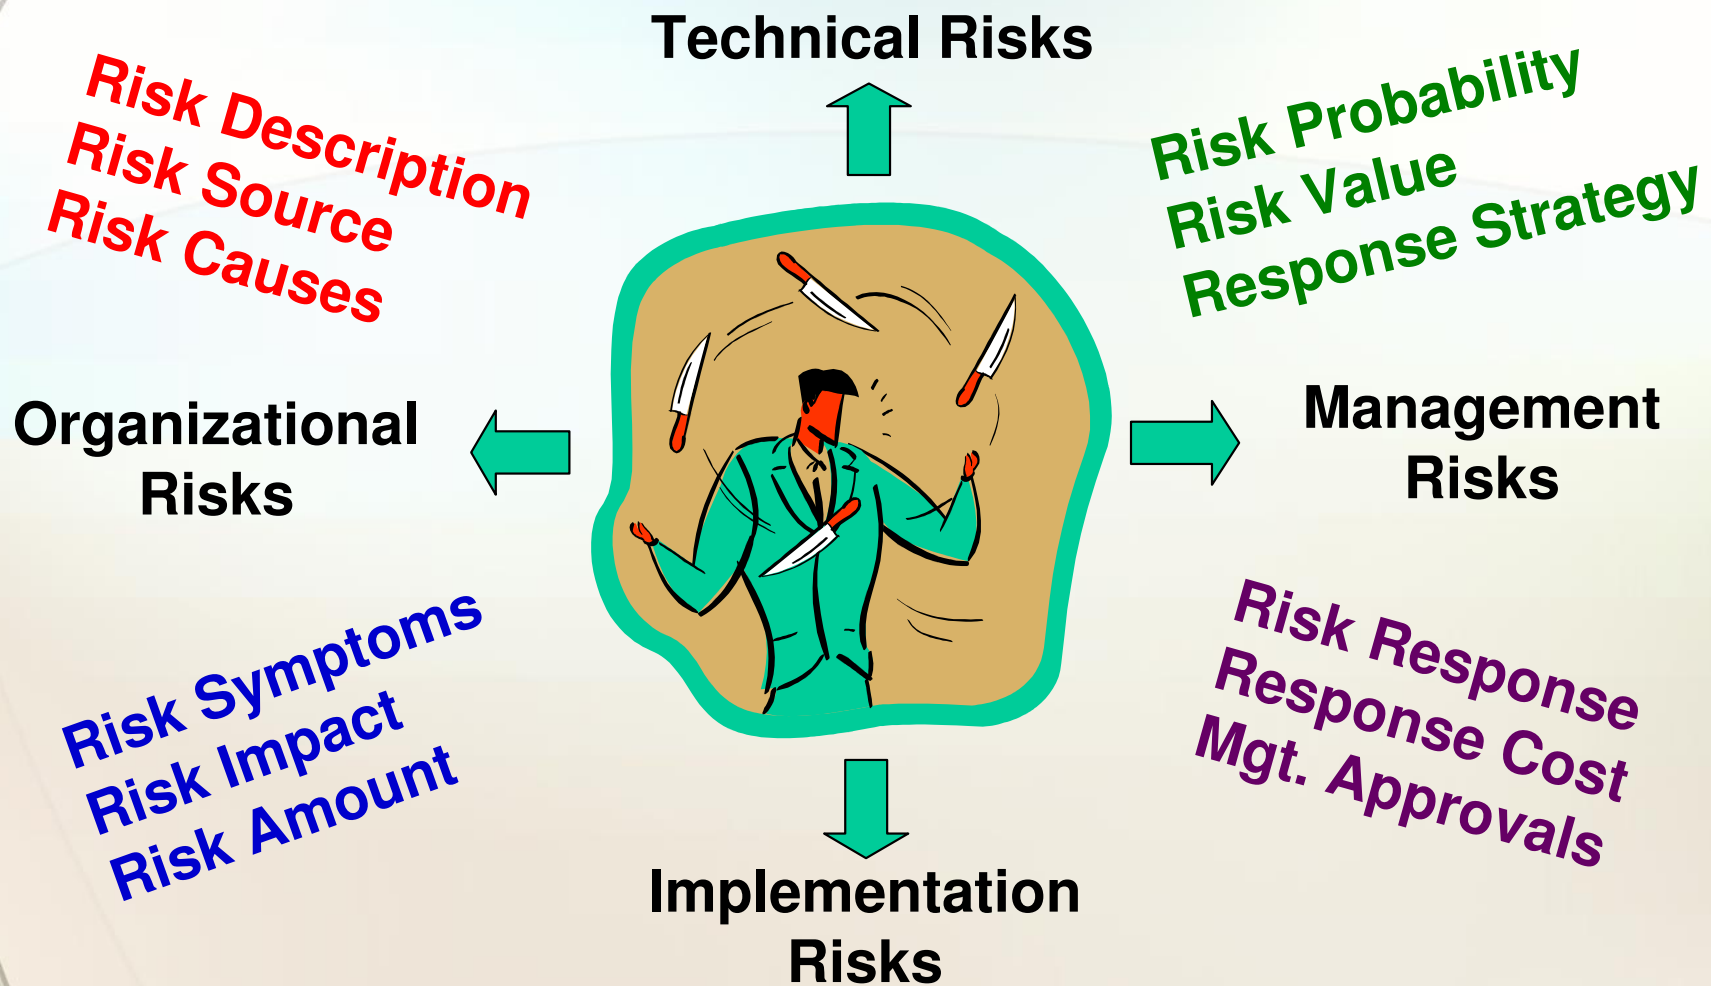 Technical Risks
Risk Description
Risk Source
Risk Causes
Risk Probability
Risk Value
Response Strategy
Organizational
Risks
Management
Risks
Risk Symptoms
Risk Impact
Risk Amount
Risk Response
Response Cost
Mgt. Approvals
Implementation
Risks